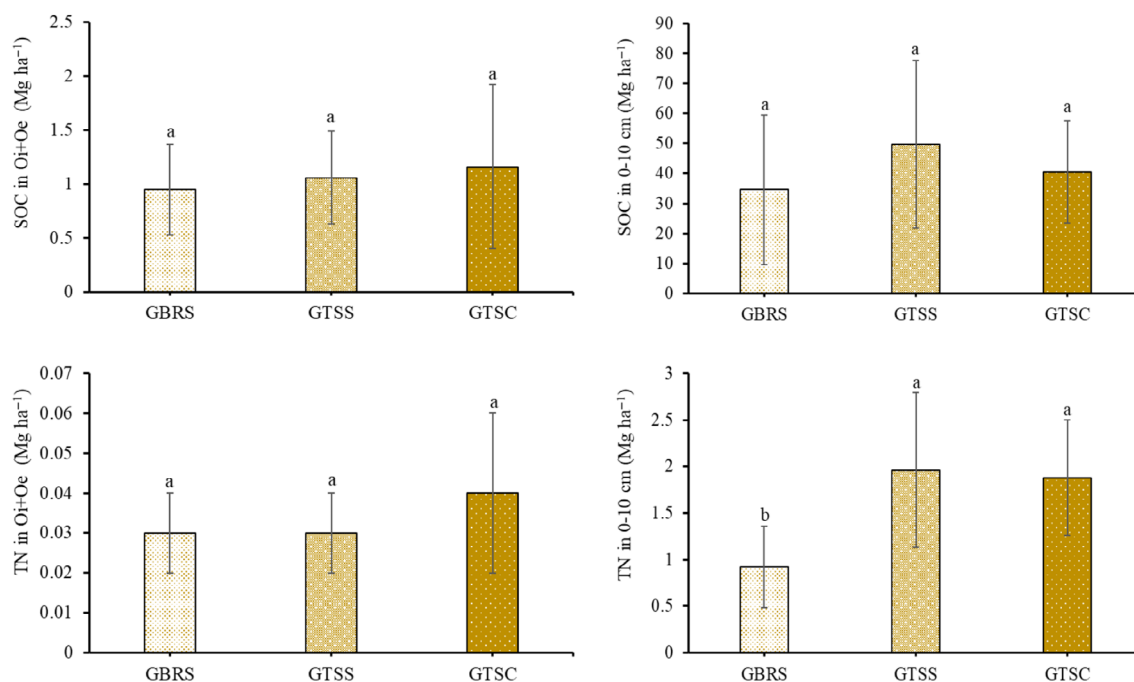 SOC in Oi+Oe (Mg ha⁻¹)
2.5
2
1.5
1
0.5
0
a
a
a
GBRS
GTSS
GTSC
SOC in 0-10 cm (Mg ha⁻¹)
90
80
70
60
50
40
30
20
10
0
a
a
a
GBRS
GTSS
GTSC
TN in Oi+Oe (Mg ha⁻¹)
0.07
0.06
0.05
0.04
0.03
0.02
0.01
0
a
a
a
GBRS
GTSS
GTSC
TN in 0-10 cm (Mg ha⁻¹)
3
2.5
2
1.5
1
0.5
0
b
a
a
GBRS
GTSS
GTSC